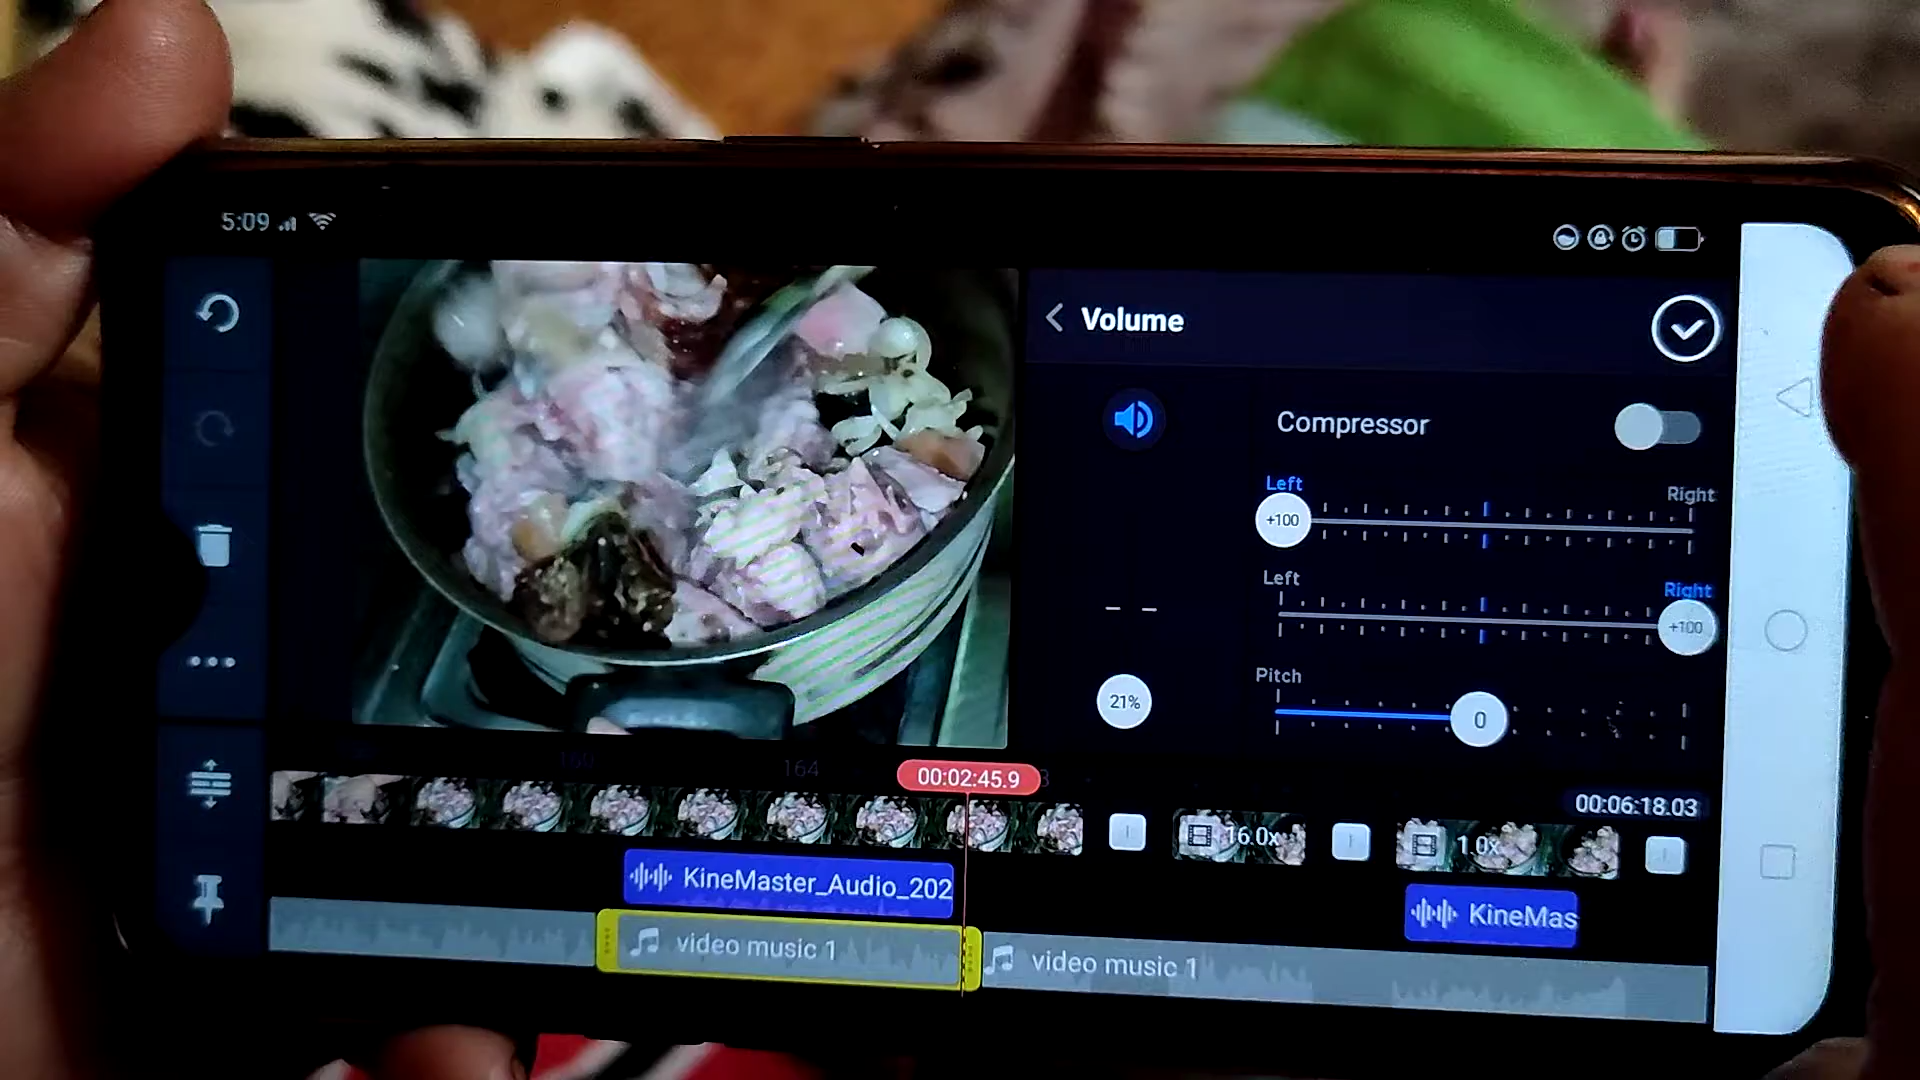 5:09
Volume
Compressor
Left
Right
+100
Left
Right
+100
Pitch
0
21%
160
164
00:02:45.9
00:06:18.03
16.0x
1.0x
KineMaster_Audio_202
KineMas
video music 1
video music 1